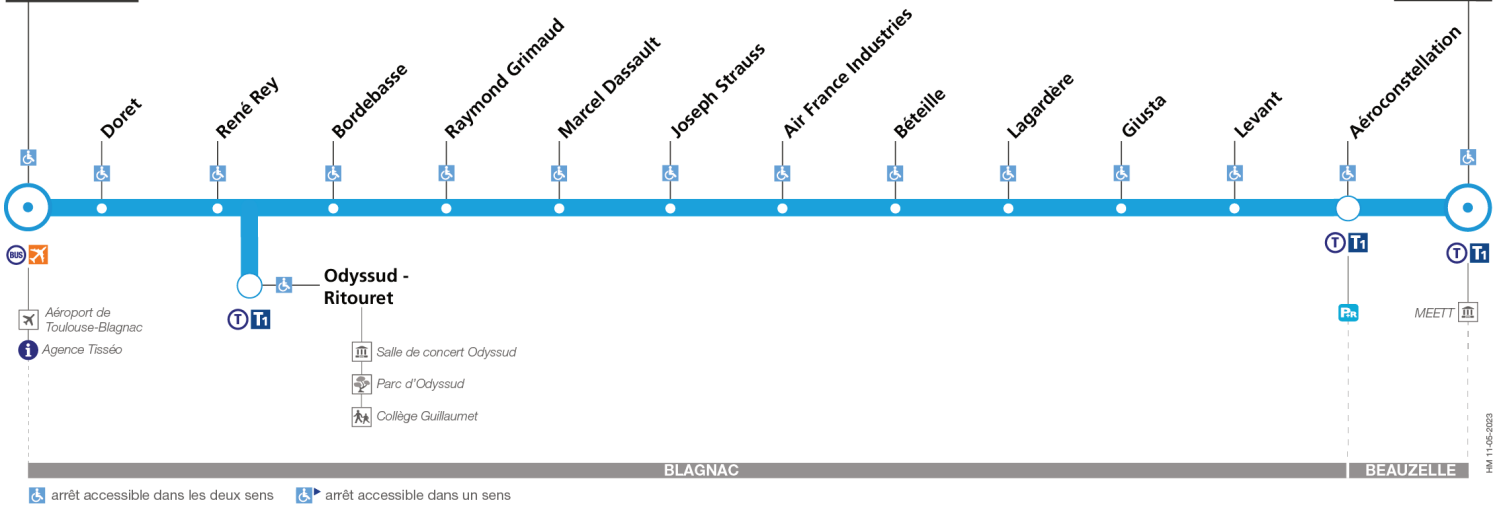 Doret
René Rey
Bordebasse
Raymond Grimaud
Marcel Dassault
Joseph Strauss
Air France Industries
Béteille
Lagardère
Giusta
Levant
Aéroconstellation
BUS
T T1
T T1
Odyssud -
Ritouret
T T1
Aéroport de
Toulouse-Blagnac
i Agence Tisséo
P+R
MEETT
Salle de concert Odyssud
Parc d'Odyssud
Collège Guillaumet
HM 11-05-2023
BLAGNAC
BEAUZELLE
arrêt accessible dans les deux sens
arrêt accessible dans un sens